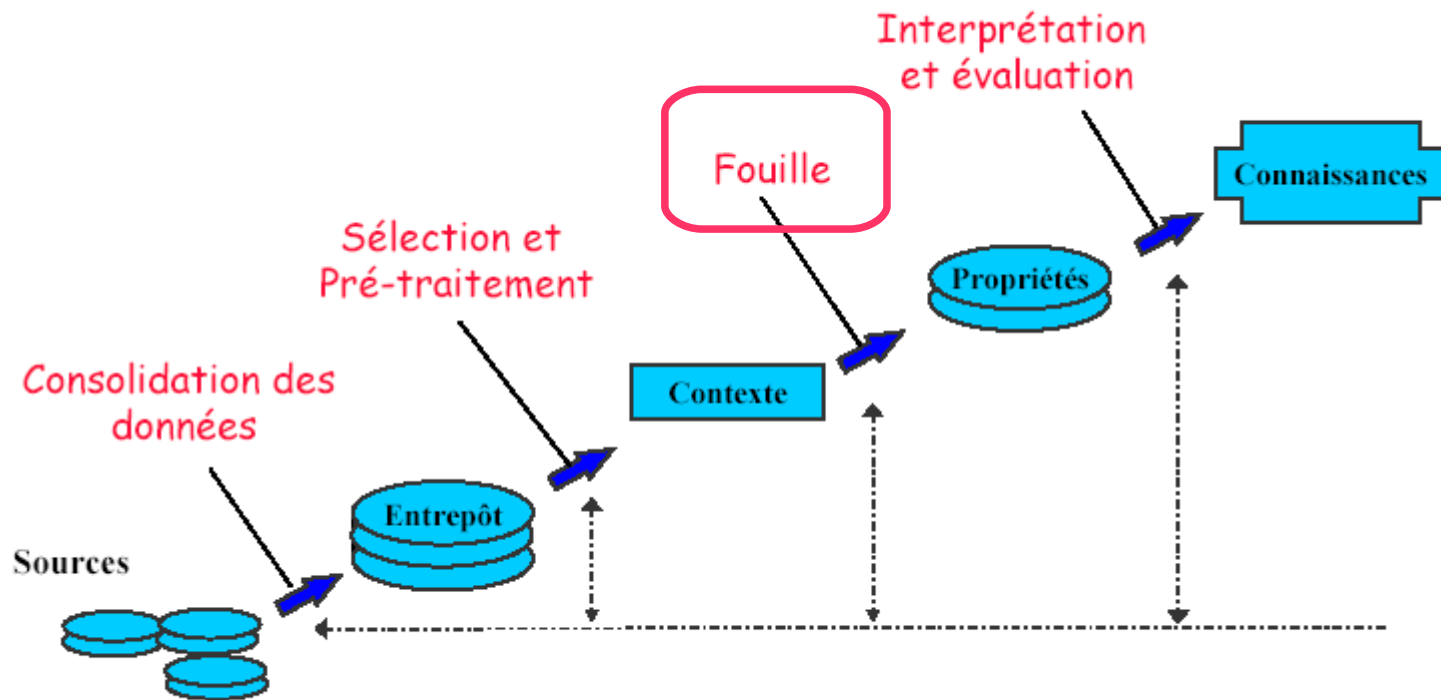 Interprétation
et évaluation
Fouille
Connaissances
Sélection et
Pré-traitement
Propriétés
Consolidation des
données
Contexte
Entrepôt
Sources